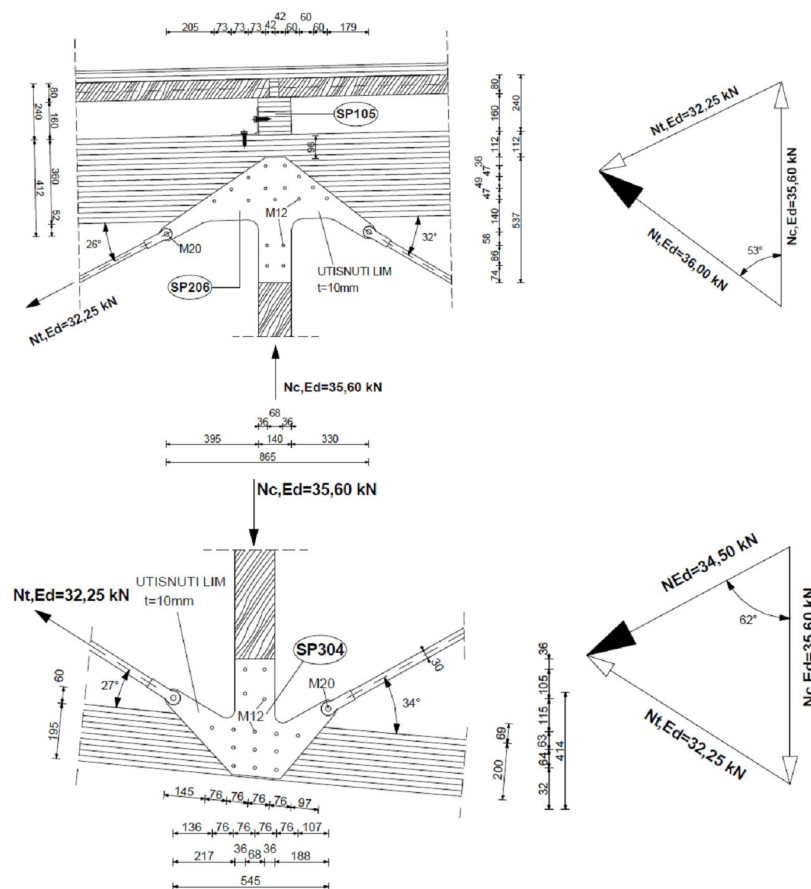 42 60
205 73 73 73 42 60 60 179
80
240
160
412
360
52
SP105
96
26°
M20
M12
32°
UTISNUTI LIM
t=10mm
SP206
Nt,Ed=32,25 kN
Nc,Ed=35,60 kN
80
160
240
112
112
36
47
49
47
140
537
58
86
74
Nt,Ed=32,25 kN
Nc,Ed=35,60 kN
Nt,Ed=36,00 kN
53°
68
36 36
395 140 330
865
Nc,Ed=35,60 kN
Nt,Ed=32,25 kN
UTISNUTI LIM
t=10mm
SP304
30
M20
M12
27°
34°
60
195
69
200
36
105
115
63
64
32
414
NEd=34,50 kN
62°
Nc,Ed=35,60 kN
Nt,Ed=32,25 kN
145 76 76 76 76 97
136 76 76 76 76 107
36 36
217 68 188
545